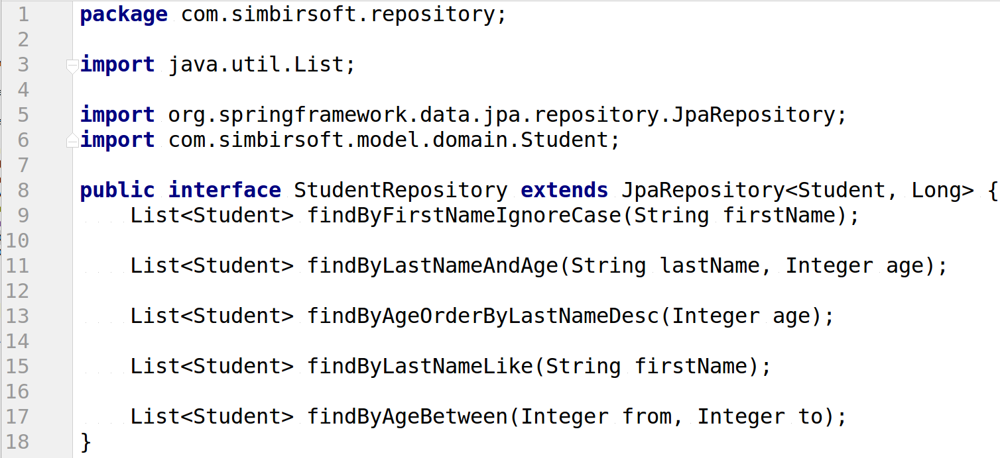 1 package com.simbirsoft.repository;
2
3 import java.util.List;
4
5 import org.springframework.data.jpa.repository.JpaRepository;
6 import com.simbirsoft.model.domain.Student;
7
8 public interface StudentRepository extends JpaRepository<Student, Long> {
9     List<Student> findByFirstNameIgnoreCase(String firstName);
10
11     List<Student> findByLastNameAndAge(String lastName, Integer age);
12
13     List<Student> findByAgeOrderByLastNameDesc(Integer age);
14
15     List<Student> findByLastNameLike(String firstName);
16
17     List<Student> findByAgeBetween(Integer from, Integer to);
18 }